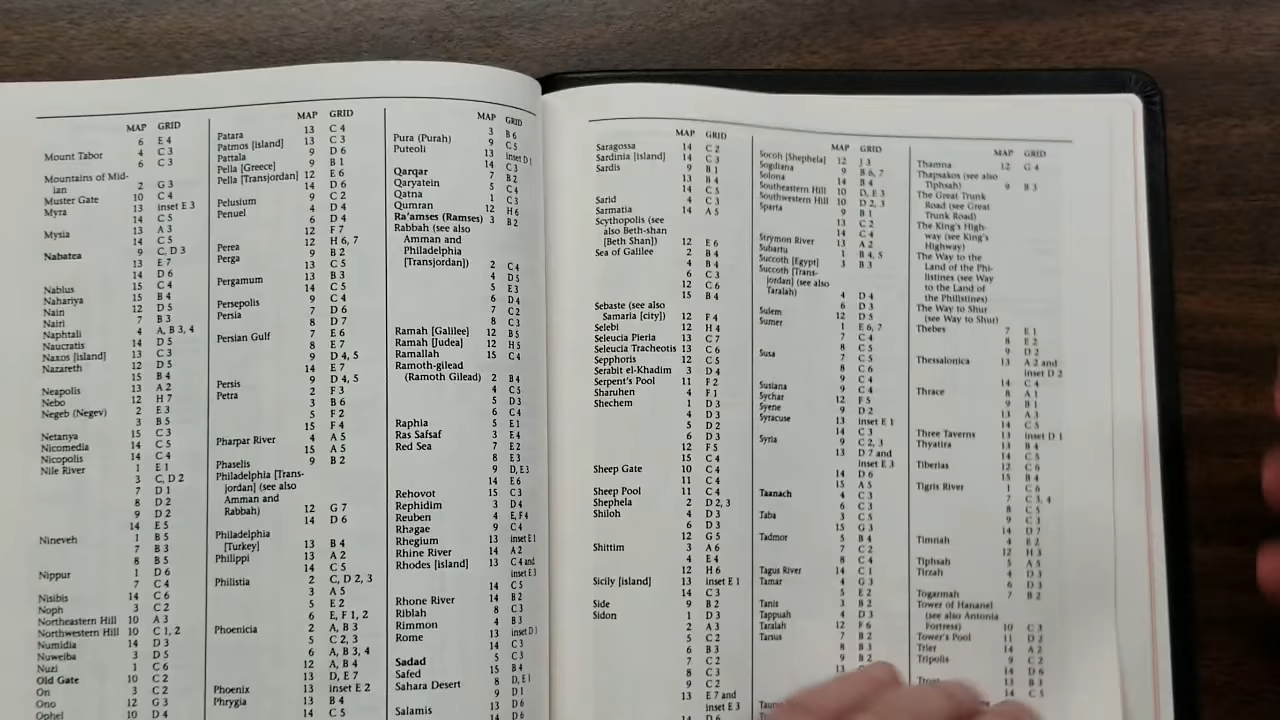 MAP GRID
6 E 4
Mount Tabor 4 C 3
6 C 3
Mountains of Mid-
ian 2 G 3
Muster Gate 10 C 4
Myra 13 inset E 3
14 C 5
Mysia 13 A 3
14 C 5
Nabatea 9 C, D 3
13 E 7
14 D 6
Nablus 15 C 4
Nahariya 15 B 4
Nain 12 D 5
Nairi 7 B 3
Naphtali 4 A, B 3, 4
Naucratis 14 D 5
Naxos [island] 13 C 3
Nazareth 12 D 5
15 B 4
Neapolis 13 A 2
Nebo 12 H 7
Negeb (Negev) 2 E 3
3 B 5
Netanya 15 C 3
Nicomedia 14 C 5
Nicopolis 14 C 4
Nile River 1 E 1
3 C, D 2
7 D 1
8 D 2
9 D 2
14 E 5
Nineveh 1 B 5
7 B 3
8 B 5
Nippur 1 D 6
7 C 4
Nisibis 14 C 6
Noph 3 C 2
Northeastern Hill 10 A 3
Northwestern Hill 10 C 1, 2
Numidia 14 D 3
Nuweiba 3 D 5
Nuzi 1 C 6
Old Gate 10 C 2
On 3 C 2
Ono 12 G 3
Ophel 10 D 4
MAP GRID
Patara 13 C 4
Patmos [island] 13 C 3
Pattala 9 D 6
Pella [Greece] 9 B 1
Pella [Transjordan] 12 E 6
14 D 6
Pelusium 9 C 2
Penuel 4 D 4
6 D 4
12 F 7
Perea 12 H 6, 7
Perga 9 B 2
13 C 5
Pergamum 13 B 3
14 C 5
Persepolis 9 C 4
Persia 7 D 6
8 D 7
Persian Gulf 7 E 6
8 E 7
9 D 4, 5
14 E 7
Persis 9 D 4, 5
Petra 2 F 3
3 B 6
5 F 2
15 F 4
Pharpar River 4 A 5
15 A 5
Phaselis 9 B 2
Philadelphia [Trans-
jordan] (see also
Amman and
Rabbah) 12 G 7
14 D 6
Philadelphia
[Turkey] 13 B 4
Philippi 13 A 2
14 C 5
Philistia 2 C, D 2, 3
3 A 5
5 E 2
6 E, F 1, 2
Phoenicia 2 A, B 3
5 C 2, 3
6 A, B 3, 4
12 A, B 4
13 D, E 7
Phoenix 13 inset E 2
Phrygia 13 B 4
14 C 5
MAP GRID
3 B 6
Pura (Purah) 9 C 5
Puteoli 13 inset D 1
14 C 3
Qarqar 7 B 2
Qaryatein 5 C 4
Qatna 1 C 3
Qumran 12 H 6
Ra'amses (Ramses) 3 B 2
Rabbah (see also
Amman and
Philadelphia
[Transjordan]) 2 C 4
4 D 5
5 E 3
6 D 4
7 C 2
8 C 3
Ramah [Galilee] 12 B 5
Ramah [Judea] 12 H 5
Ramallah 15 C 4
Ramoth-gilead
(Ramoth Gilead) 2 B 4
4 C 5
5 D 3
6 C 4
Raphia 5 E 1
Ras Safsaf 3 E 4
Red Sea 7 E 2
8 E 3
9 D, E 3
14 E 6
Rehovot 15 C 3
Rephidim 3 D 4
Reuben 4 E, F 4
Rhagae 9 C 4
Rhegium 13 inset E 1
Rhine River 14 A 2
Rhodes [island] 13 C 4 and
inset E 3
14 C 5
Rhone River 14 B 2
Riblah 8 C 3
Rimmon 4 B 3
Rome 13 inset D 1
14 C 3
Sadad 5 C 3
Safed 15 B 4
Sahara Desert 8 D, E 1
9 D 1
13 D 6
Salamis 14 D 6
MAP GRID
Saragossa 14 C 2
Sardinia [island] 14 C 3
Sardis 9 B 1
13 B 4
14 C 5
Sarid 4 C 3
Sarmatia 14 A 5
Scythopolis (see
also Beth-shan
[Beth Shan]) 12 E 6
Sea of Galilee 2 B 4
4 B 4
6 C 3
12 C 6
15 B 4
Sebaste (see also
Samaria [city]) 12 F 4
Selebi 12 H 4
Seleucia Pieria 13 C 7
Seleucia Tracheotis 13 C 6
Sepphoris 12 C 5
Serabit el-Khadim 3 D 4
Serpent's Pool 11 F 2
Sharuhen 4 F 1
Shechem 1 D 3
4 D 3
5 D 2
6 D 3
12 F 5
15 C 4
Sheep Gate 10 C 4
11 C 4
Sheep Pool 11 C 4
Shephela 2 D 2, 3
Shiloh 4 D 3
6 D 3
12 G 5
Shittim 3 A 6
4 E 4
12 H 6
Sicily [island] 13 inset E 1
14 C 3
Side 9 B 2
Sidon 1 D 3
2 A 3
5 C 2
6 B 3
7 C 2
8 C 3
9 C 2
13 E 7 and
inset E 3
14 D 6
MAP GRID
Socoh [Shephela] 12 J 3
Sogdiana 9 B 6, 7
Solona 14 B 4
Southeastern Hill 10 D, E 3
Southwestern Hill 10 D 2, 3
Sparta 9 B 1
13 C 2
14 C 4
Strymon River 13 A 2
Subartu 1 B 4, 5
Succoth [Egypt] 3 B 3
Succoth [Trans-
jordan] (see also
Taralah) 4 D 4
6 D 3
Sulem 12 D 5
Sumer 1 E 6, 7
7 C 4
8 C 5
Susa 7 C 5
8 C 6
9 C 4
Susiana 9 C 4
Sychar 12 F 5
Syene 9 D 2
Syracuse 13 inset E 1
14 C 3
Syria 9 C 2, 3
13 D 7 and
inset E 3
14 D 6
15 A 5
Taanach 4 C 3
6 C 3
Taba 3 C 5
15 G 3
Tadmor 5 B 4
7 C 2
8 C 4
Tagus River 14 C 1
Tamar 4 G 3
5 E 2
Tanis 3 B 2
Tappuah 4 D 3
Taralah 12 F 6
Tarsus 7 B 2
8 B 3
9 B 2
13
MAP GRID
Thamna 12 G 4
Thapsakos (see also
Tiphsah) 9 B 3
The Great Trunk
Road (see Great
Trunk Road)
The King's High-
way (see King's
Highway)
The Way to the
Land of the Phi-
listines (see Way
to the Land of
the Philistines)
The Way to Shur
(see Way to Shur)
Thebes 7 E 1
8 E 2
9 D 2
Thessalonica 13 A 2 and
inset D 2
14 C 4
Thrace 8 A 1
9 B 1
13 A 3
14 C 5
Three Taverns 13 inset D 1
Thyatira 13 B 4
14 C 5
Tiberias 12 C 6
15 B 4
Tigris River 1 C 6
7 C 3, 4
8 C 5
9 C 3
14 D 7
Timnah 4 E 2
12 H 3
Tiphsah 5 A 5
Tirzah 4 D 3
6 D 3
Togarmah 7 B 2
Tower of Hananel
(see also Antonia
Fortress) 10 C 3
Tower's Pool 11 D 2
Trier 14 A 2
Tripolis 9 C 2
14 D 6
13 B 3
14 C 5